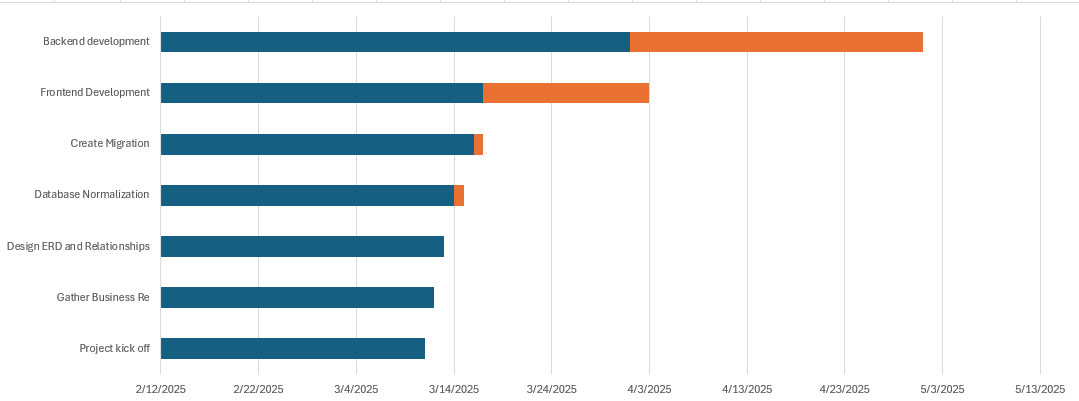 Backend development
Frontend Development
Create Migration
Database Normalization
Design ERD and Relationships
Gather Business Re
Project kick off
2/12/2025 2/22/2025 3/4/2025 3/14/2025 3/24/2025 4/3/2025 4/13/2025 4/23/2025 5/3/2025 5/13/2025